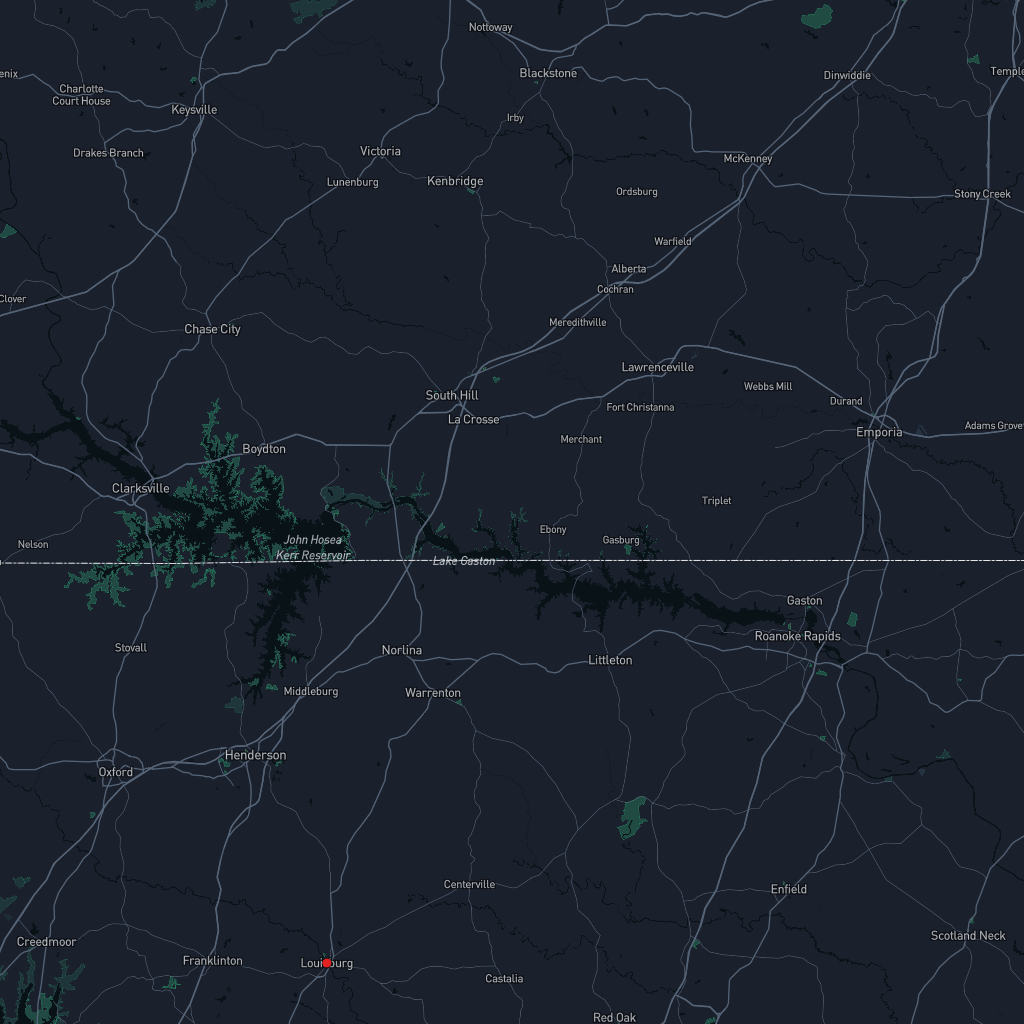 Nottoway
Blackstone
Dinwiddie
Charlotte
Court House
Keysville
Irby
Drakes Branch
Victoria
McKenney
Lunenburg
Kenbridge
Ordsburg
Stony Creek
Warfield
Alberta
Cochran
Clover
Meredithville
Chase City
Lawrenceville
Webbs Mill
South Hill
Durand
Fort Christanna
La Crosse
Adams Grove
Emporia
Merchant
Boydton
Clarksville
Triplet
Ebony
John Hosea
Kerr Reservoir
Gasburg
Nelson
Lake Gaston
Gaston
Roanoke Rapids
Stovall
Norlina
Littleton
Middleburg
Warrenton
Henderson
Oxford
Centerville
Enfield
Creedmoor
Scotland Neck
Franklinton
Louisburg
Castalia
Red Oak